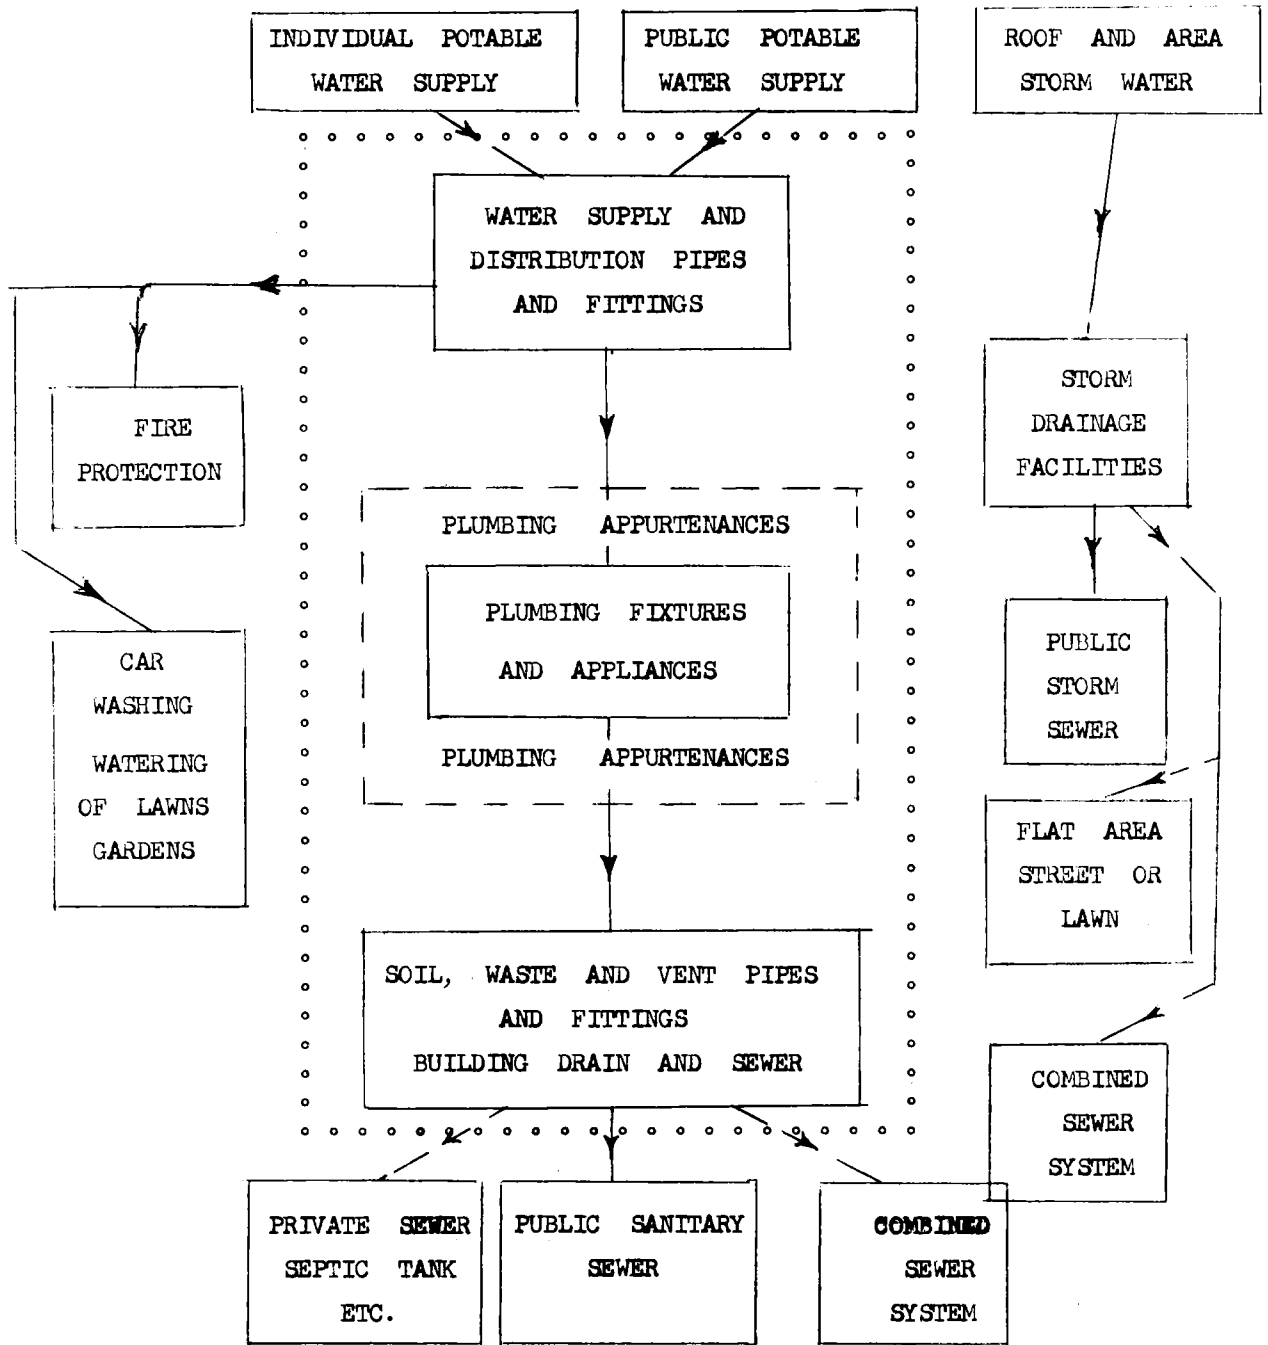 INDIVIDUAL POTABLE
WATER SUPPLY
PUBLIC POTABLE
WATER SUPPLY
ROOF AND AREA
STORM WATER
WATER SUPPLY AND
DISTRIBUTION PIPES
AND FITTINGS
FIRE
PROTECTION
STORM
DRAINAGE
FACILITIES
PLUMBING APPURTENANCES
PLUMBING FIXTURES
AND APPLIANCES
PLUMBING APPURTENANCES
CAR
WASHING
WATERING
OF LAWNS
GARDENS
PUBLIC
STORM
SEWER
FLAT AREA
STREET OR
LAWN
SOIL, WASTE AND VENT PIPES
AND FITTINGS
BUILDING DRAIN AND SEWER
COMBINED
SEWER
SYSTEM
PRIVATE SEWER
SEPTIC TANK
ETC.
PUBLIC SANITARY
SEWER
COMBINED
SEWER
SYSTEM